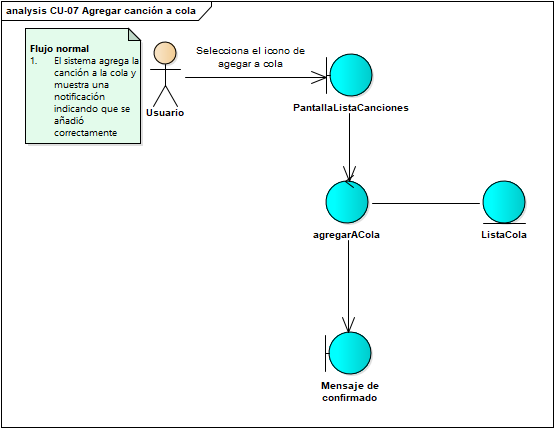 analysis CU-07 Agregar canción a cola
Flujo normal
1. El sistema agrega la
canción a la cola y
muestra una
notificación
indicando que se
añadió
correctamente
Usuario
Selecciona el icono de
agegar a cola
PantallaListaCanciones
agregarACola
ListaCola
Mensaje de
confirmado